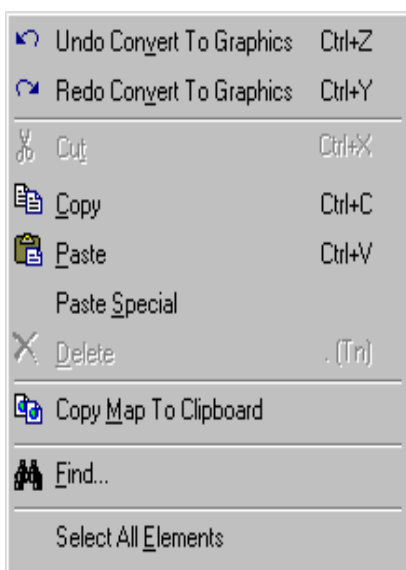 Undo Convert To Graphics Ctrl+Z
Redo Convert To Graphics Ctrl+Y
Cut Ctrl+X
Copy Ctrl+C
Paste Ctrl+V
Paste Special
Delete . (Tn)
Copy Map To Clipboard
Find...
Select All Elements